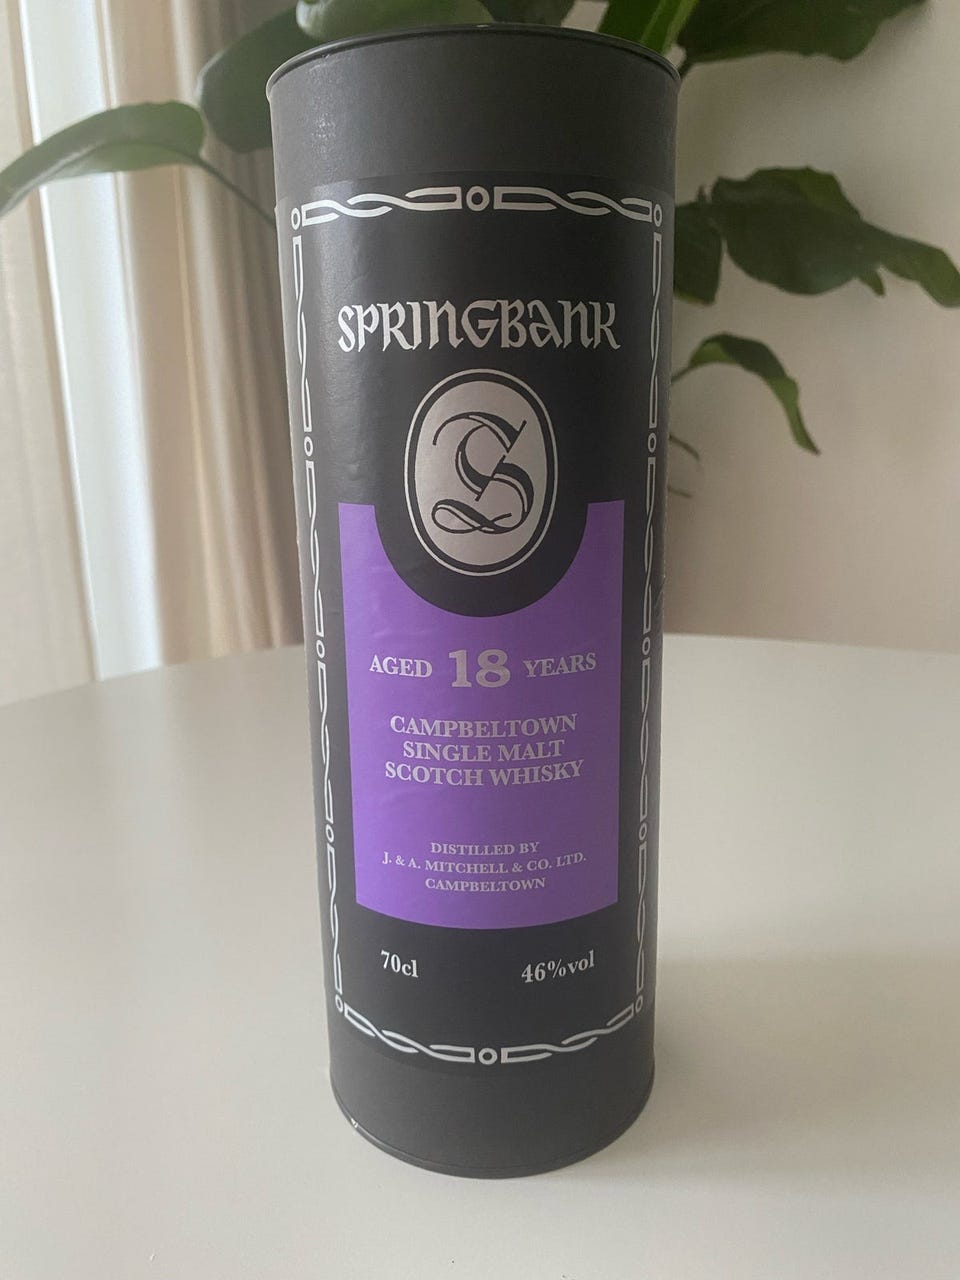 SPRINGBANK
S
AGED 18 YEARS
CAMPBELTOWN
SINGLE MALT
SCOTCH WHISKY
DISTILLED BY
J. & A. MITCHELL & CO. LTD.
CAMPBELTOWN
70cl 46%vol